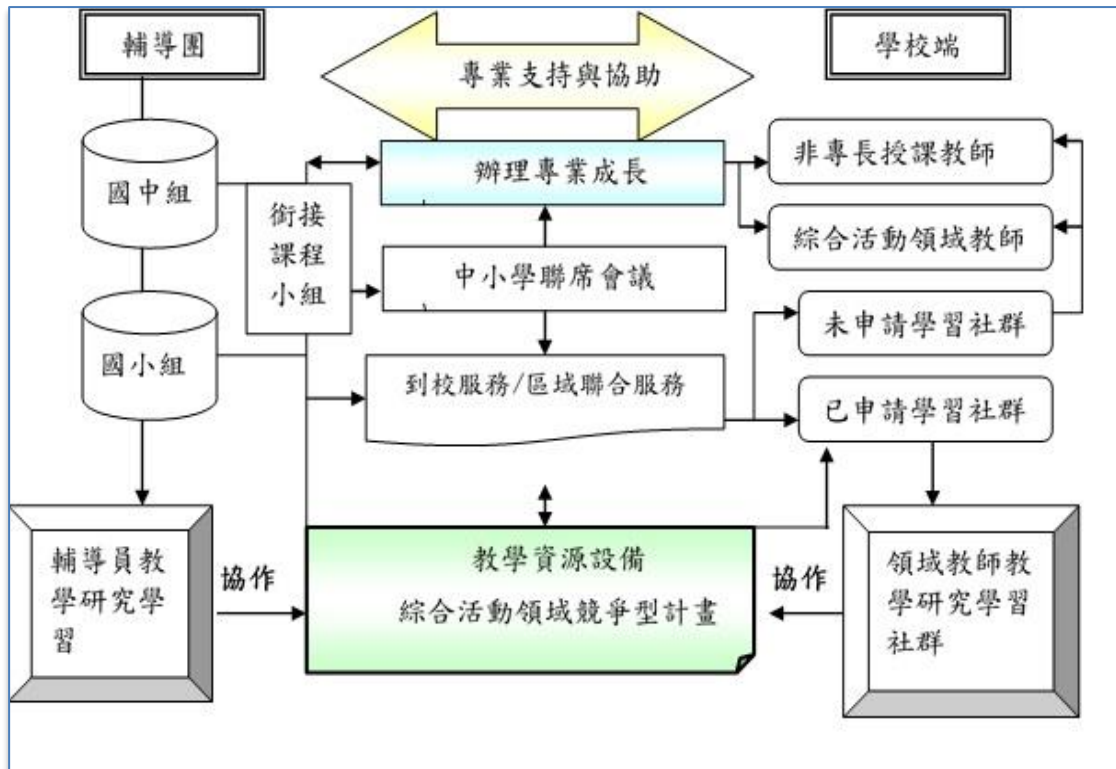 輔導團
專業支持與協助
學校端
國中組
銜接
課程
小組
辦理專業成長
非專長授課教師
綜合活動領域教師
中小學聯席會議
國小組
未申請學習社群
到校服務/區域聯合服務
已申請學習社群
輔導員教
學研究學
習
協作
教學資源設備
綜合活動領域競爭型計畫
協作
領域教師教
學研究學習
社群